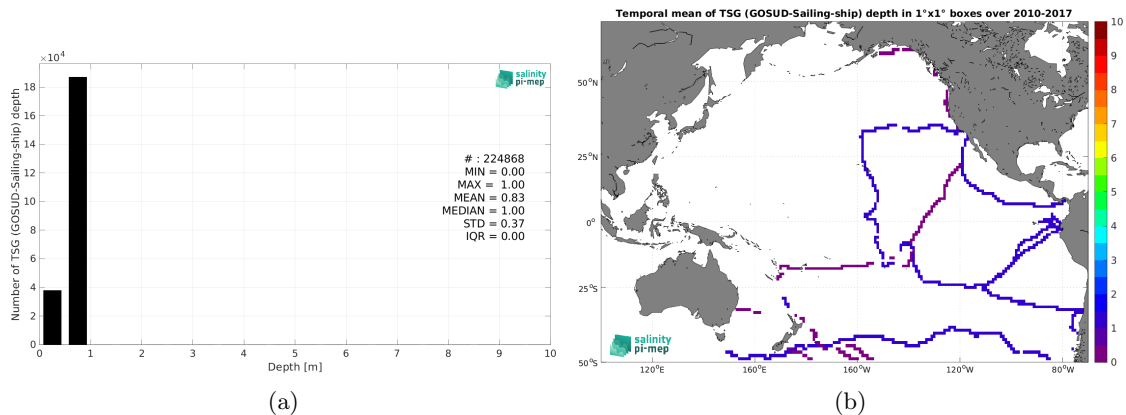 ×10⁴
18
16
14
12
10
8
6
4
2
0
Number of TSG (GOSUD-Sailing-ship) depth
salinity
pi-mep
# : 224868
MIN = 0.00
MAX = 1.00
MEAN = 0.83
MEDIAN = 1.00
STD = 0.37
IQR = 0.00
0 1 2 3 4 5 6 7 8 9 10
Depth [m]
(a)
Temporal mean of TSG (GOSUD-Sailing-ship) depth in 1°x1° boxes over 2010-2017
50°N
25°N
0°
25°S
50°S
salinity
pi-mep
120°E 160°E 160°W 120°W 80°W
10
9
8
7
6
5
4
3
2
1
0
(b)